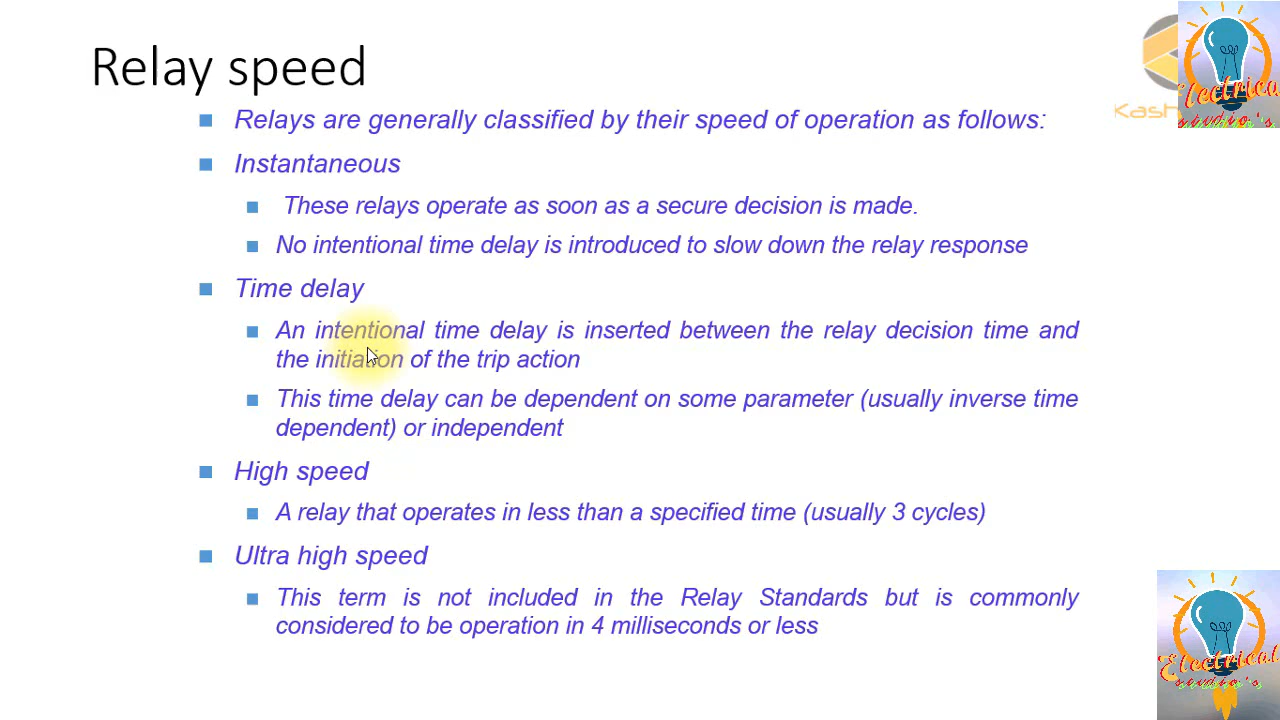 Relay speed
Relays are generally classified by their speed of operation as follows:
Instantaneous
These relays operate as soon as a secure decision is made.
No intentional time delay is introduced to slow down the relay response
Time delay
An intentional time delay is inserted between the relay decision time and
the initiation of the trip action
This time delay can be dependent on some parameter (usually inverse time
dependent) or independent
High speed
A relay that operates in less than a specified time (usually 3 cycles)
Ultra high speed
This term is not included in the Relay Standards but is commonly
considered to be operation in 4 milliseconds or less
Kash
Electrical
studio's
Electrical
studio's